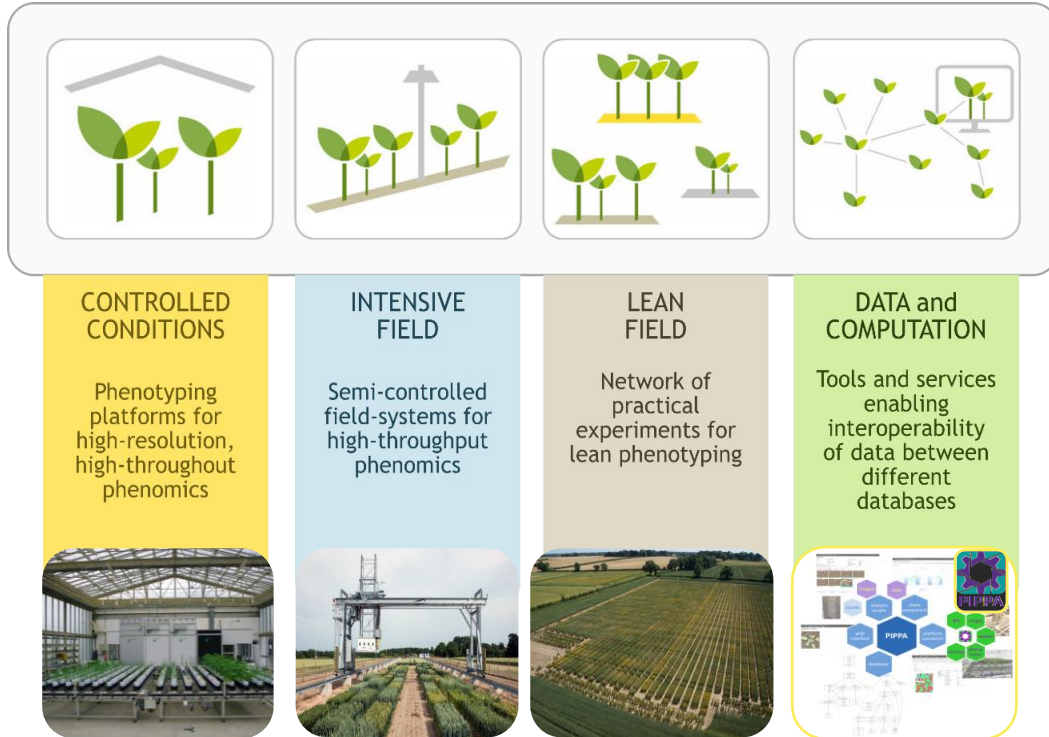 CONTROLLED
CONDITIONS
Phenotyping
platforms for
high-resolution,
high-throughout
phenomics
INTENSIVE
FIELD
Semi-controlled
field-systems for
high-throughput
phenomics
LEAN
FIELD
Network of
practical
experiments for
lean phenotyping
DATA and
COMPUTATION
Tools and services
enabling
interoperability
of data between
different
databases
PIPPA
PIPPA
database